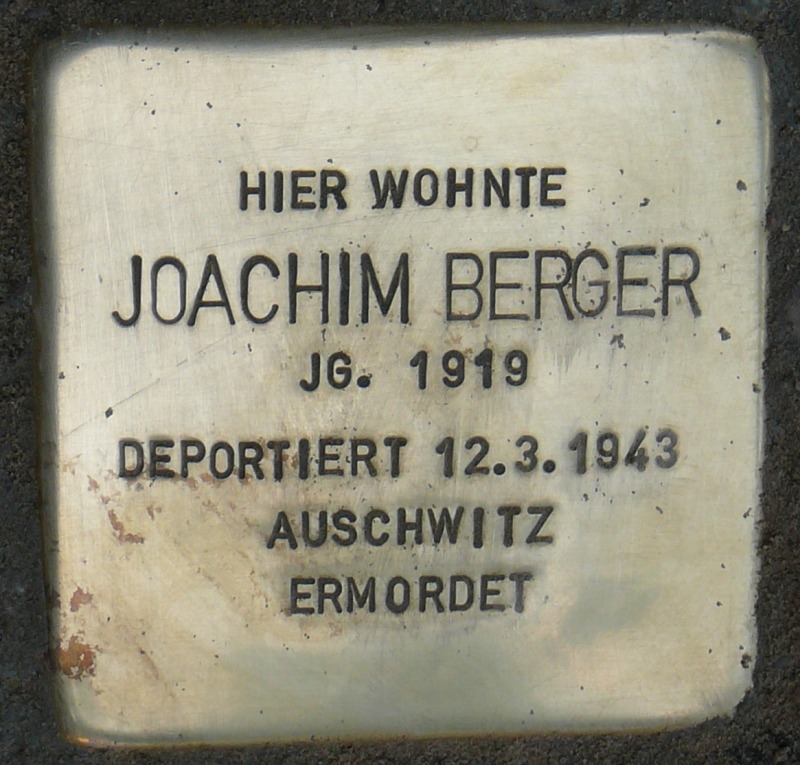 HIER WOHNTE
JOACHIM BERGER
JG. 1919
DEPORTIERT 12.3.1943
AUSCHWITZ
ERMORDET